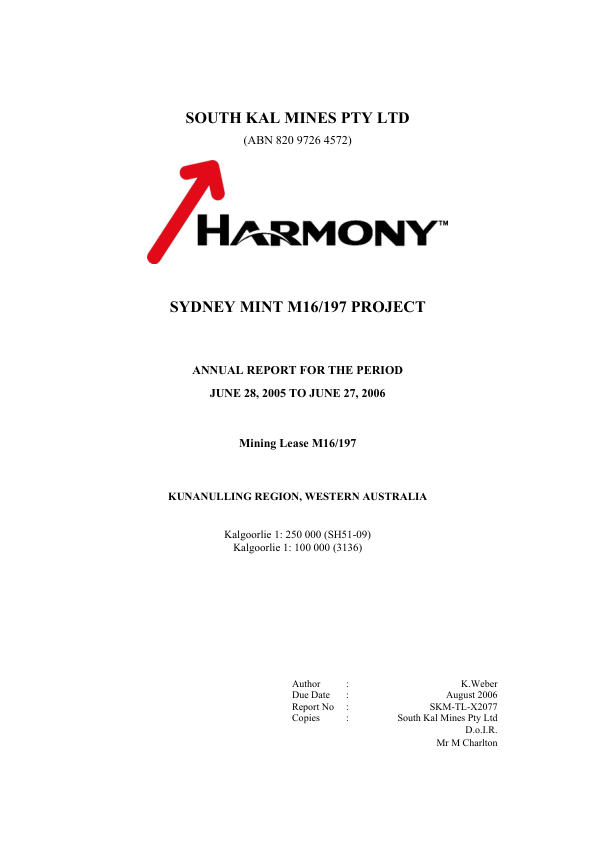 SOUTH KAL MINES PTY LTD
(ABN 820 9726 4572)
HARMONY™
SYDNEY MINT M16/197 PROJECT
ANNUAL REPORT FOR THE PERIOD
JUNE 28, 2005 TO JUNE 27, 2006
Mining Lease M16/197
KUNANULLING REGION, WESTERN AUSTRALIA
Kalgoorlie 1: 250 000 (SH51-09)
Kalgoorlie 1: 100 000 (3136)
Author : K.Weber
Due Date : August 2006
Report No : SKM-TL-X2077
Copies : South Kal Mines Pty Ltd
D.o.I.R.
Mr M Charlton